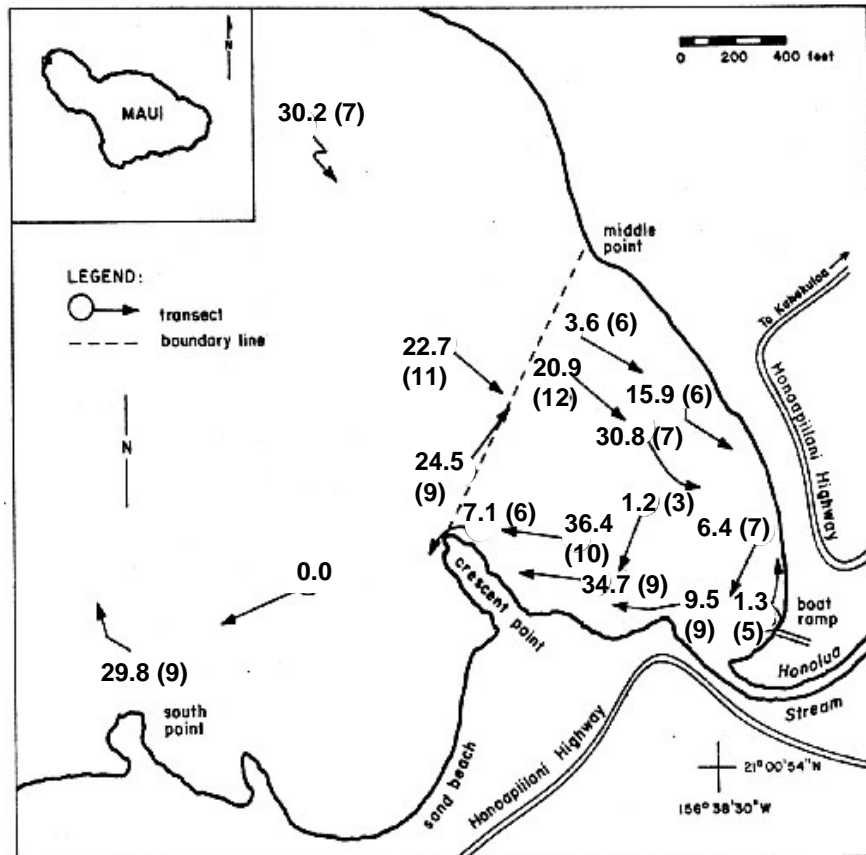 N
MAUI
0 200 400 feet
30.2 (7)
middle
point
LEGEND:
transect
boundary line
To Kahakuloa
Honoapiilani Highway
3.6 (6)
22.7
(11)
20.9
(12)
15.9 (6)
30.8 (7)
N
24.5
(9)
7.1 (6)
36.4
(10)
1.2 (3)
6.4 (7)
0.0
crescent point
34.7 (9)
9.5
(9)
1.3
(5)
boat
ramp
Honolua
Stream
29.8 (9)
south
point
sand beach
Honoapiilani Highway
21° 00'54"N
156° 38'30"W